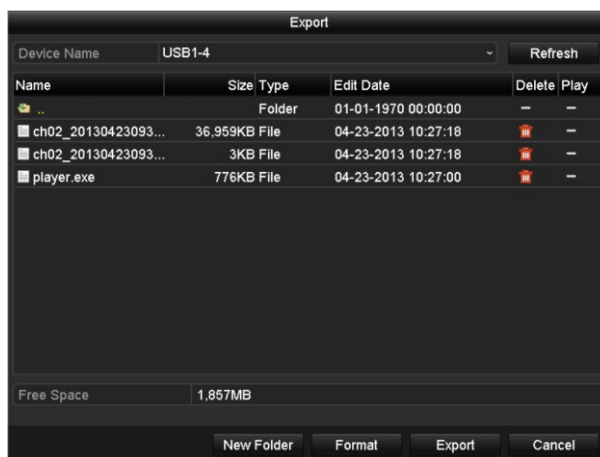 Export
Device Name USB1-4 Refresh
Name Size Type Edit Date Delete Play
.. Folder 01-01-1970 00:00:00 – –
ch02_20130423093... 36,959KB File 04-23-2013 10:27:18 –
ch02_20130423093... 3KB File 04-23-2013 10:27:18 –
player.exe 776KB File 04-23-2013 10:27:00 –
Free Space 1,857MB
New Folder Format Export Cancel